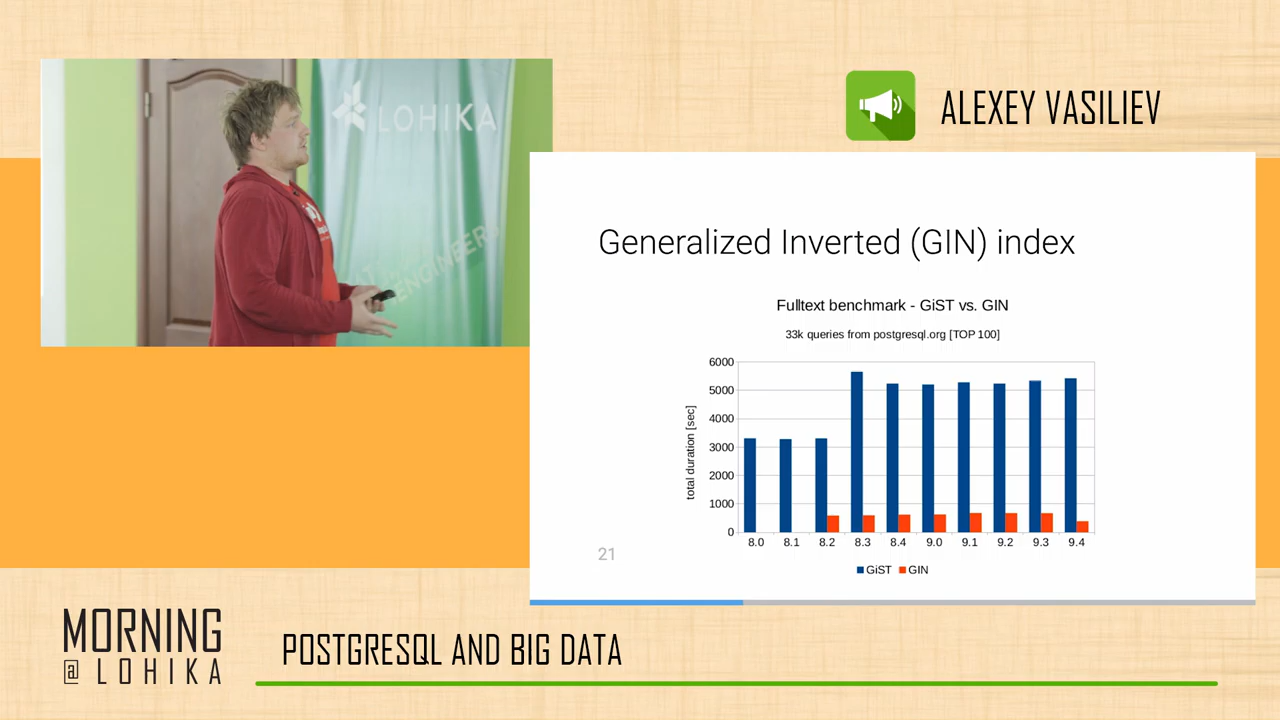 LOHIKA
ENGINEERS
ALEXEY VASILIEV
Generalized Inverted (GIN) index
Fulltext benchmark - GiST vs. GIN
33k queries from postgresql.org [TOP 100]
total duration [sec]
6000
5000
4000
3000
2000
1000
0
8.0 8.1 8.2 8.3 8.4 9.0 9.1 9.2 9.3 9.4
GiST GIN
21
MORNING
@ LOHIKA
POSTGRESQL AND BIG DATA